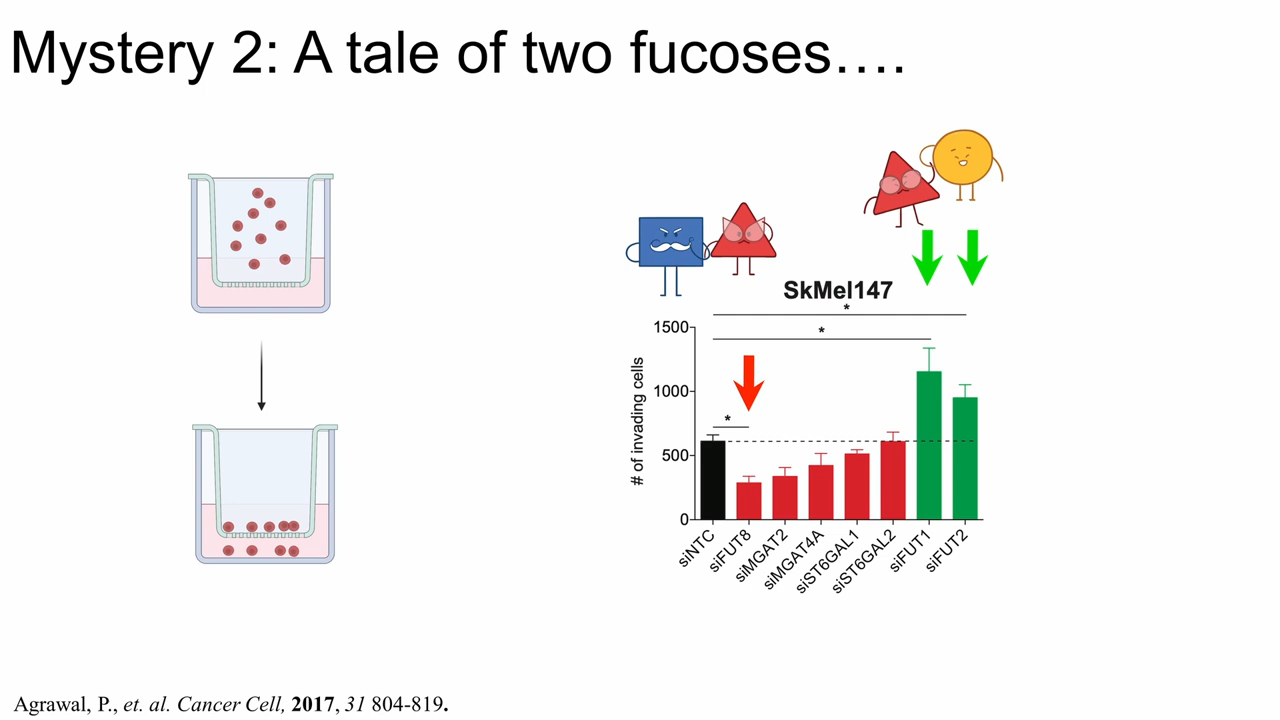 Mystery 2: A tale of two fucoses….
SkMel147
*
*
*
# of invading cells
1500
1000
500
0
siNTC
siFUT8
siMGAT2
siMGAT4A
siST6GAL1
siST6GAL2
siFUT1
siFUT2
Agrawal, P., et. al. Cancer Cell, 2017, 31 804-819.